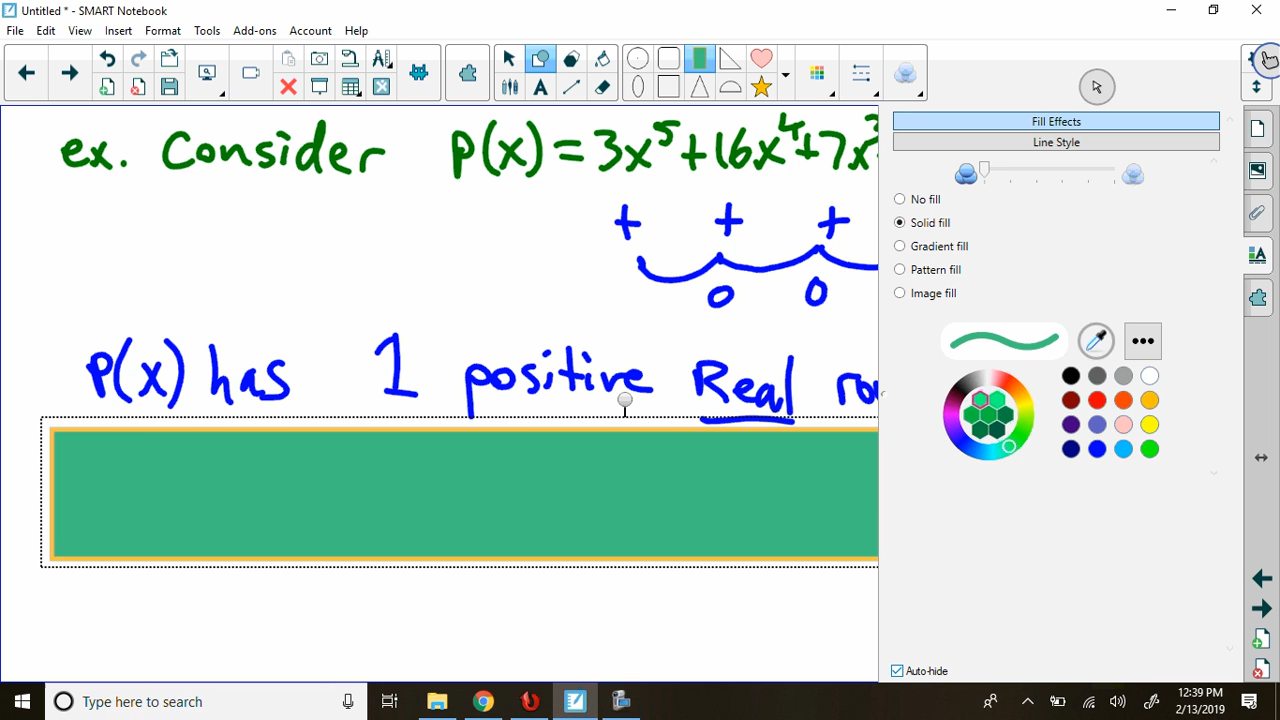 Untitled * - SMART Notebook
File Edit View Insert Format Tools Add-ons Account Help
ex. Consider p(x) = 3x⁵+16x⁴+7x³
+ + +
0 0
p(x) has 1 positive Real
Fill Effects
Line Style
No fill
Solid fill
Gradient fill
Pattern fill
Image fill
Auto-hide
Type here to search
12:39 PM
2/13/2019